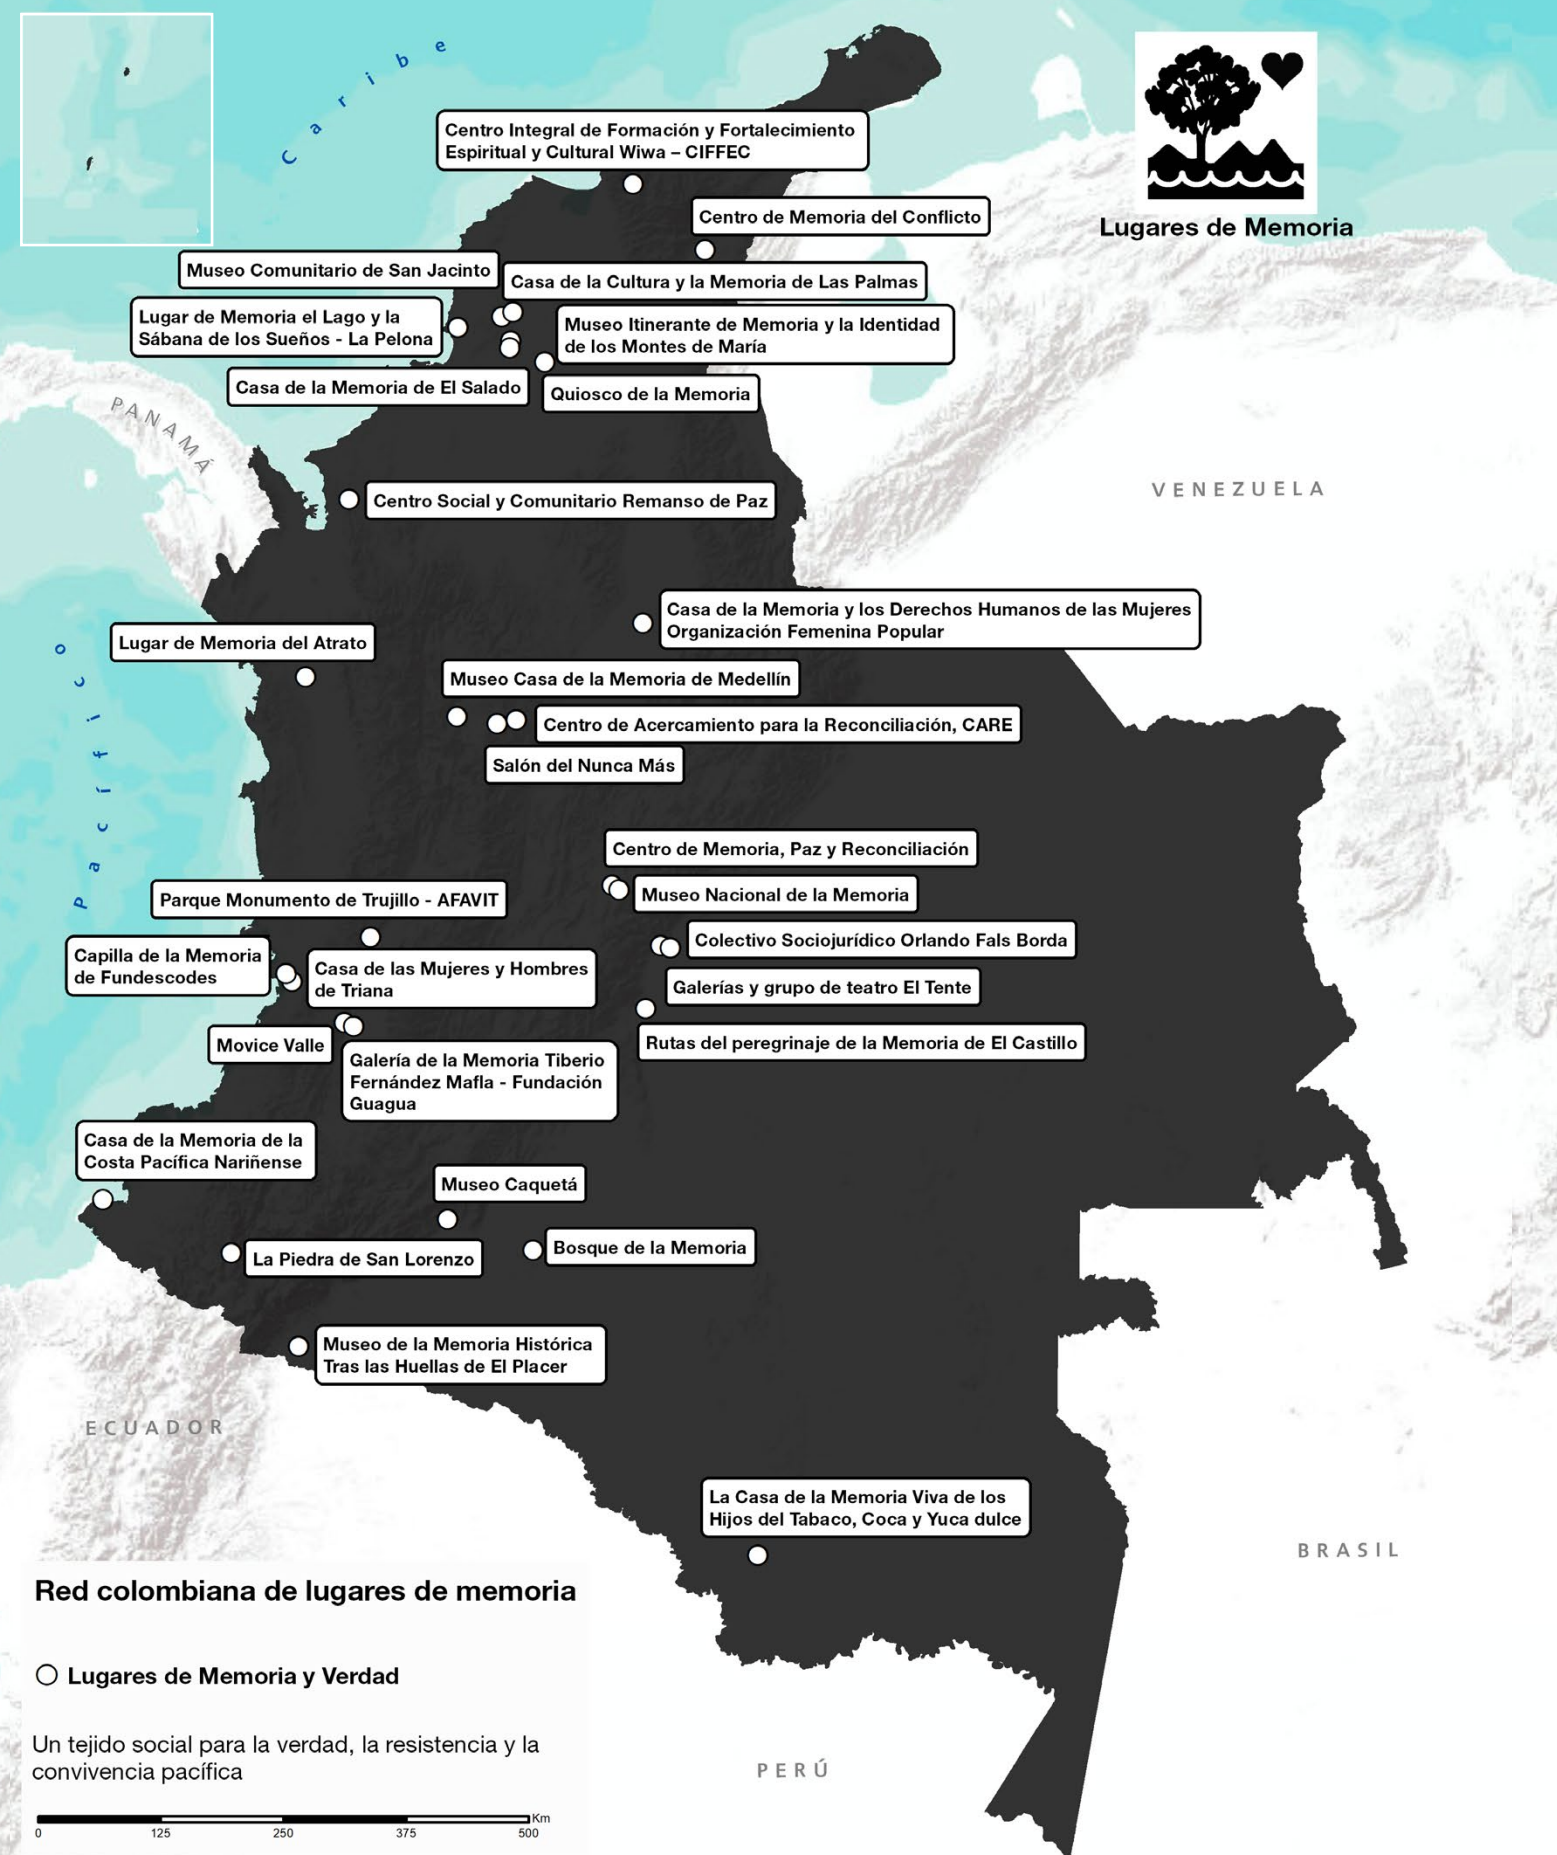 Caribe
Centro Integral de Formación y Fortalecimiento
Espiritual y Cultural Wiwa – CIFFEC
Lugares de Memoria
Centro de Memoria del Conflicto
Museo Comunitario de San Jacinto
Casa de la Cultura y la Memoria de Las Palmas
Lugar de Memoria el Lago y la
Sábana de los Sueños - La Pelona
Museo Itinerante de Memoria y la Identidad
de los Montes de María
Casa de la Memoria de El Salado
Quiosco de la Memoria
PANAMÁ
VENEZUELA
Centro Social y Comunitario Remanso de Paz
Casa de la Memoria y los Derechos Humanos de las Mujeres
Organización Femenina Popular
Lugar de Memoria del Atrato
Pacífico
Museo Casa de la Memoria de Medellín
Centro de Acercamiento para la Reconciliación, CARE
Salón del Nunca Más
Centro de Memoria, Paz y Reconciliación
Museo Nacional de la Memoria
Parque Monumento de Trujillo - AFAVIT
Colectivo Sociojurídico Orlando Fals Borda
Capilla de la Memoria
de Fundescodes
Casa de las Mujeres y Hombres
de Triana
Galerías y grupo de teatro El Tente
Movice Valle
Rutas del peregrinaje de la Memoria de El Castillo
Galería de la Memoria Tiberio
Fernández Mafla - Fundación
Guagua
Casa de la Memoria de la
Costa Pacífica Nariñense
Museo Caquetá
La Piedra de San Lorenzo
Bosque de la Memoria
Museo de la Memoria Histórica
Tras las Huellas de El Placer
ECUADOR
La Casa de la Memoria Viva de los
Hijos del Tabaco, Coca y Yuca dulce
BRASIL
PERÚ
Red colombiana de lugares de memoria
Lugares de Memoria y Verdad
Un tejido social para la verdad, la resistencia y la
convivencia pacífica
Km
0 125 250 375 500